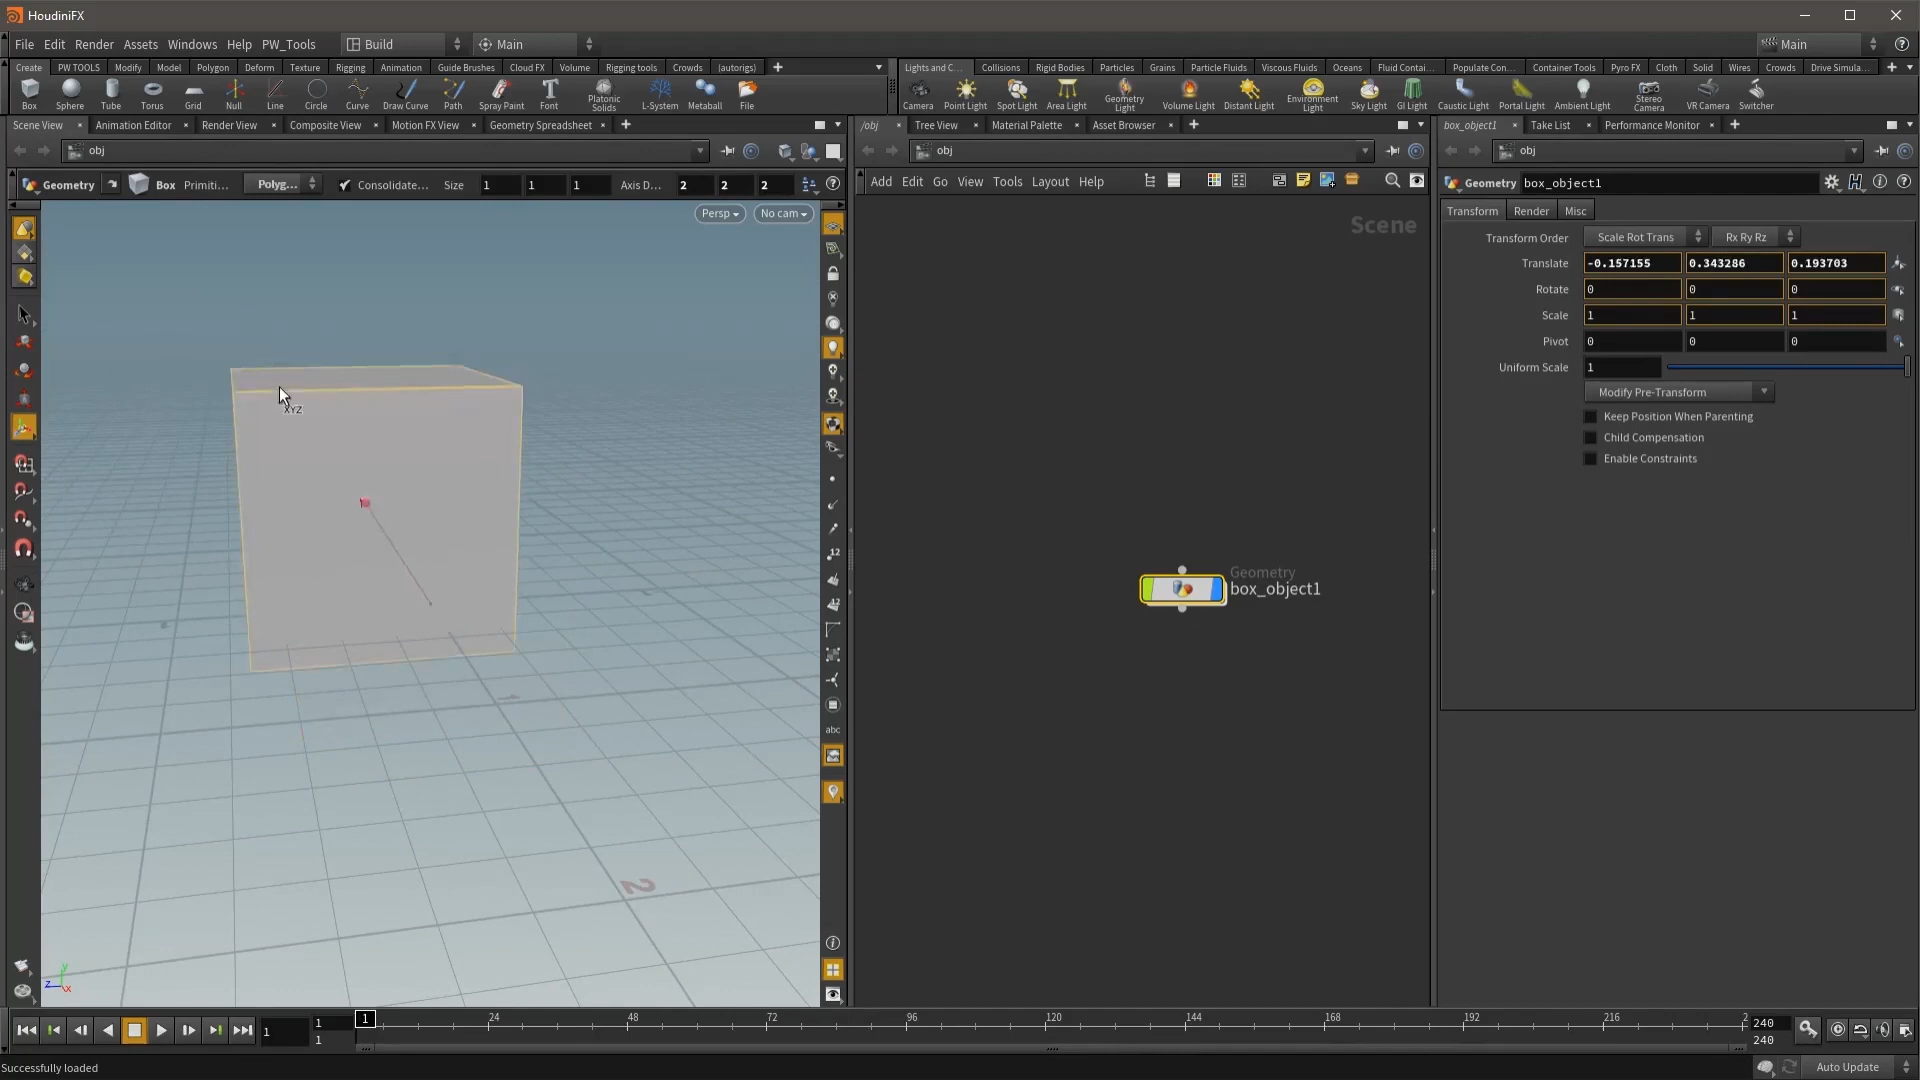 HoudiniFX
File Edit Render Assets Windows Help PW_Tools Build Main Main
Create PW TOOLS Modify Model Polygon Deform Texture Rigging Animation Guide Brushes Cloud FX Volume Rigging tools Crowds (autorigs)
Lights and C... Collisions Rigid Bodies Particles Grains Particle Fluids Viscous Fluids Oceans Fluid Contai... Populate Con... Container Tools Pyro FX Cloth Solid Wires Crowds Drive Simula...
Box Sphere Tube Torus Grid Null Line Circle Curve Draw Curve Path Spray Paint Font Platonic Solids L-System Metaball File
Camera Point Light Spot Light Area Light Geometry Light Volume Light Distant Light Environment Light Sky Light GI Light Caustic Light Portal Light Ambient Light Stereo Camera VR Camera Switcher
Scene View Animation Editor Render View Composite View Motion FX View Geometry Spreadsheet
/obj Tree View Material Palette Asset Browser
box_object1 Take List Performance Monitor
obj
obj
obj
Geometry Box Primiti... Polyg... Consolidate... Size 1 1 1 Axis D... 2 2 2
Add Edit Go View Tools Layout Help
Geometry box_object1
Persp No cam
Scene
Transform Render Misc
Transform Order Scale Rot Trans Rx Ry Rz
Translate -0.157155 0.343286 0.193703
Rotate 0 0 0
Scale 1 1 1
Pivot 0 0 0
Uniform Scale 1
Modify Pre-Transform
Keep Position When Parenting
Child Compensation
Enable Constraints
XYZ
Geometry
box_object1
12
12
abc
1
2
y
z x
1 1 1 1 24 48 72 96 120 144 168 192 216 2 240
240
Successfully loaded
Auto Update